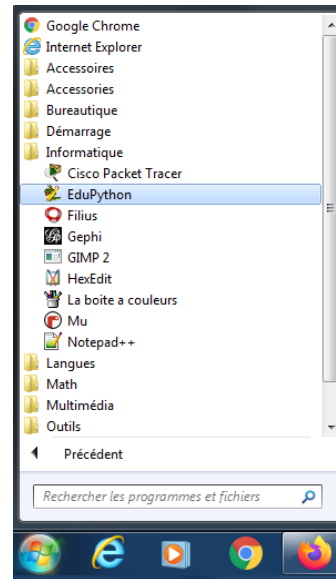 Google Chrome
Internet Explorer
Accessoires
Accessories
Bureautique
Démarrage
Informatique
Cisco Packet Tracer
EduPython
Filius
Gephi
GIMP 2
HexEdit
La boite a couleurs
Mu
Notepad++
Langues
Math
Multimédia
Outils
Précédent
Rechercher les programmes et fichiers